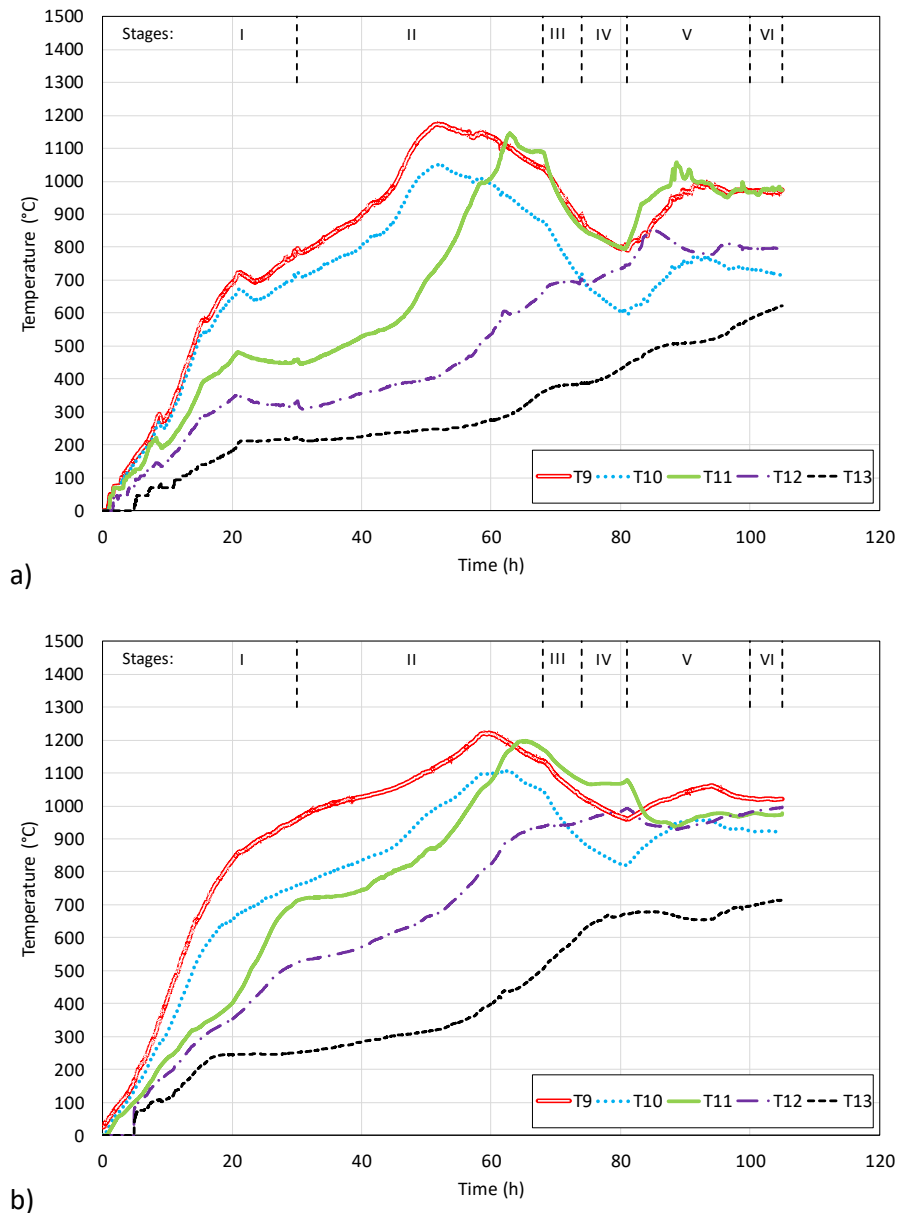 Stages: I II III IV V VI
1500
1400
1300
1200
1100
1000
900
800
700
600
500
400
300
200
100
0
Temperature (°C)
T9 T10 T11 T12 T13
0 20 40 60 80 100 120
Time (h)
a)
Stages: I II III IV V VI
1500
1400
1300
1200
1100
1000
900
800
700
600
500
400
300
200
100
0
Temperature (°C)
T9 T10 T11 T12 T13
0 20 40 60 80 100 120
Time (h)
b)